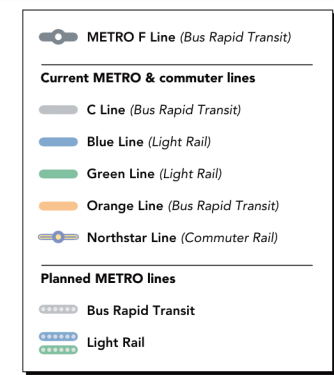 METRO F Line (Bus Rapid Transit)
Current METRO & commuter lines
C Line (Bus Rapid Transit)
Blue Line (Light Rail)
Green Line (Light Rail)
Orange Line (Bus Rapid Transit)
Northstar Line (Commuter Rail)
Planned METRO lines
Bus Rapid Transit
Light Rail